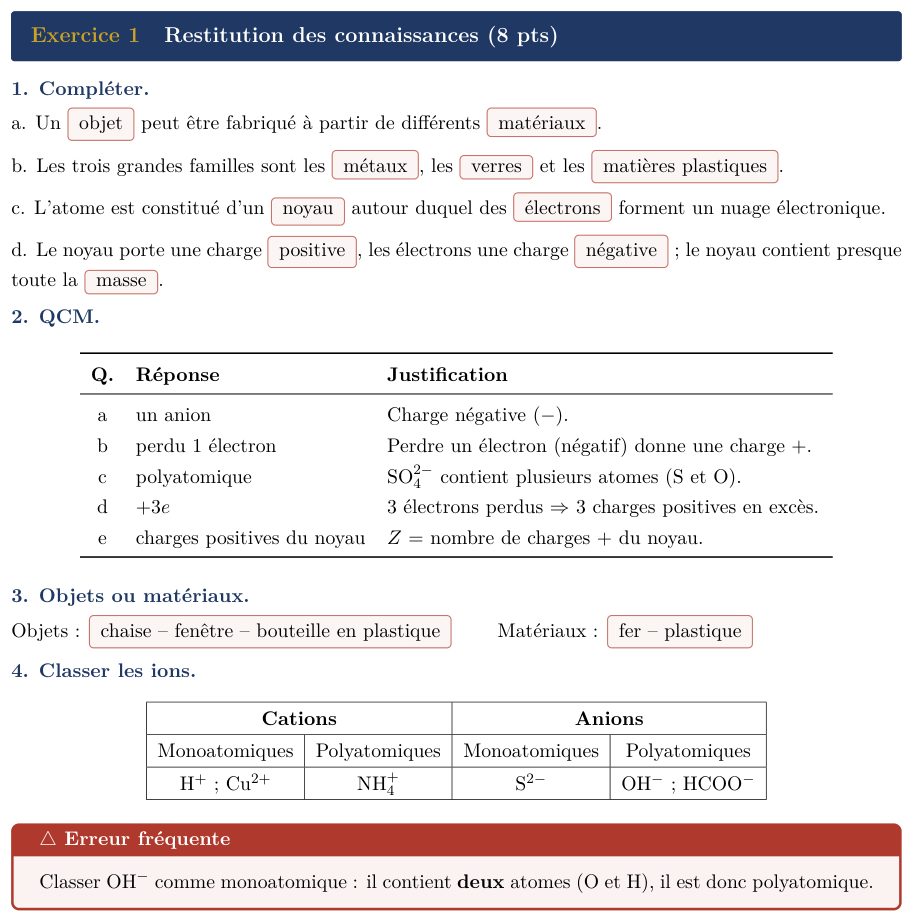 Exercice 1 Restitution des connaissances (8 pts)
1. Compléter.
a. Un objet peut être fabriqué à partir de différents matériaux.
b. Les trois grandes familles sont les métaux, les verres et les matières plastiques.
c. L'atome est constitué d'un noyau autour duquel des électrons forment un nuage électronique.
d. Le noyau porte une charge positive, les électrons une charge négative ; le noyau contient presque
toute la masse.
2. QCM.
Q. Réponse Justification
a un anion Charge négative (−).
b perdu 1 électron Perdre un électron (négatif) donne une charge +.
c polyatomique SO₄²⁻ contient plusieurs atomes (S et O).
d +3e 3 électrons perdus ⇒ 3 charges positives en excès.
e charges positives du noyau Z = nombre de charges + du noyau.
3. Objets ou matériaux.
Objets : chaise – fenêtre – bouteille en plastique Matériaux : fer – plastique
4. Classer les ions.
Cations Anions
Monoatomiques Polyatomiques Monoatomiques Polyatomiques
H⁺ ; Cu²⁺ NH₄⁺ S²⁻ OH⁻ ; HCOO⁻
△ Erreur fréquente
Classer OH⁻ comme monoatomique : il contient deux atomes (O et H), il est donc polyatomique.